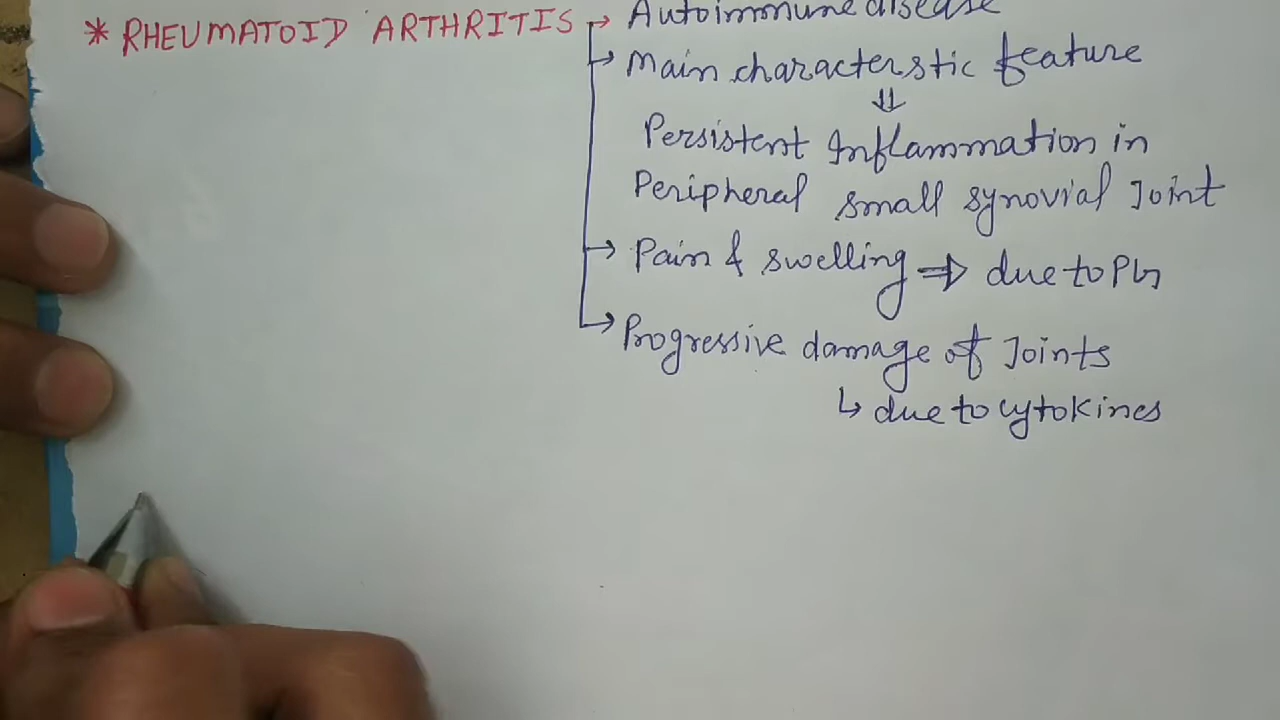 * RHEUMATOID ARTHRITIS → Autoimmune disease
→ Main characterstic feature
⇓
Persistent Inflammation in
Peripheral small synovial Joint
→ Pain & swelling ⇒ due to PGs
→ Progressive damage of Joints
↳ due to cytokines